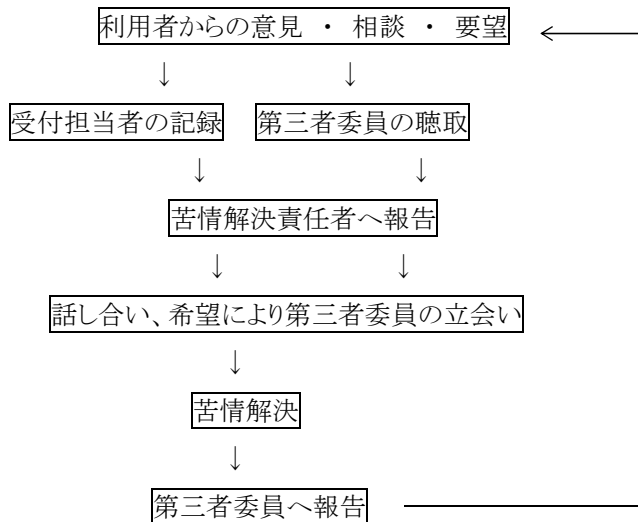 利用者からの意見 ・ 相談 ・ 要望
↓ ↓
受付担当者の記録 第三者委員の聴取
↓ ↓
苦情解決責任者へ報告
↓ ↓
話し合い、希望により第三者委員の立会い
↓
苦情解決
↓
第三者委員へ報告